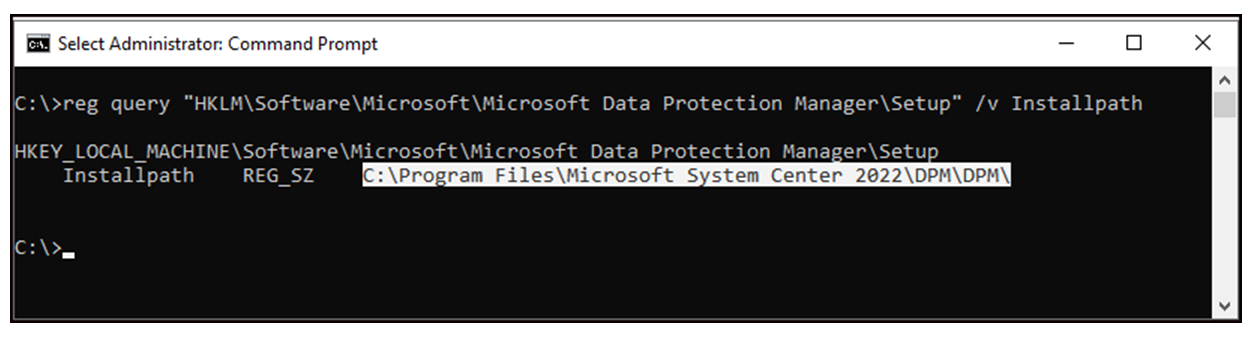 Select Administrator: Command Prompt
C:\>reg query "HKLM\Software\Microsoft\Microsoft Data Protection Manager\Setup" /v Installpath
HKEY_LOCAL_MACHINE\Software\Microsoft\Microsoft Data Protection Manager\Setup
    Installpath    REG_SZ    C:\Program Files\Microsoft System Center 2022\DPM\DPM\
C:\>